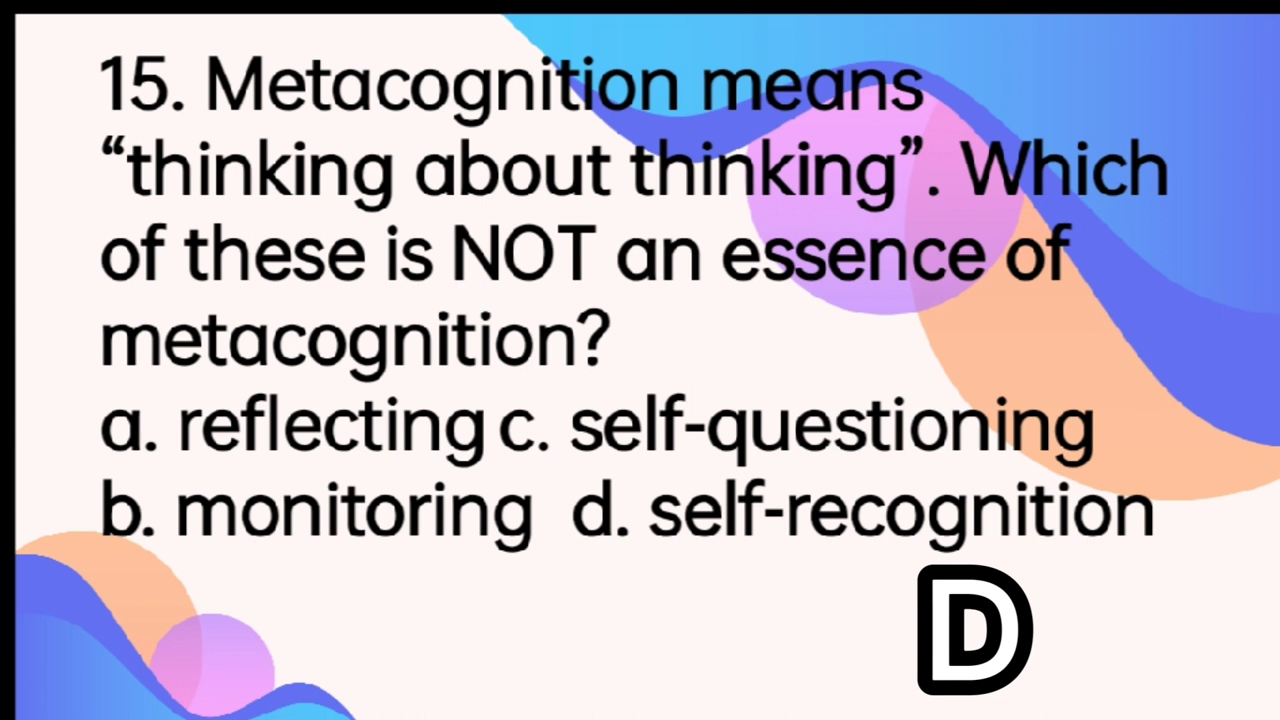 15. Metacognition means
“thinking about thinking”. Which
of these is NOT an essence of
metacognition?
a. reflecting c. self-questioning
b. monitoring d. self-recognition
D